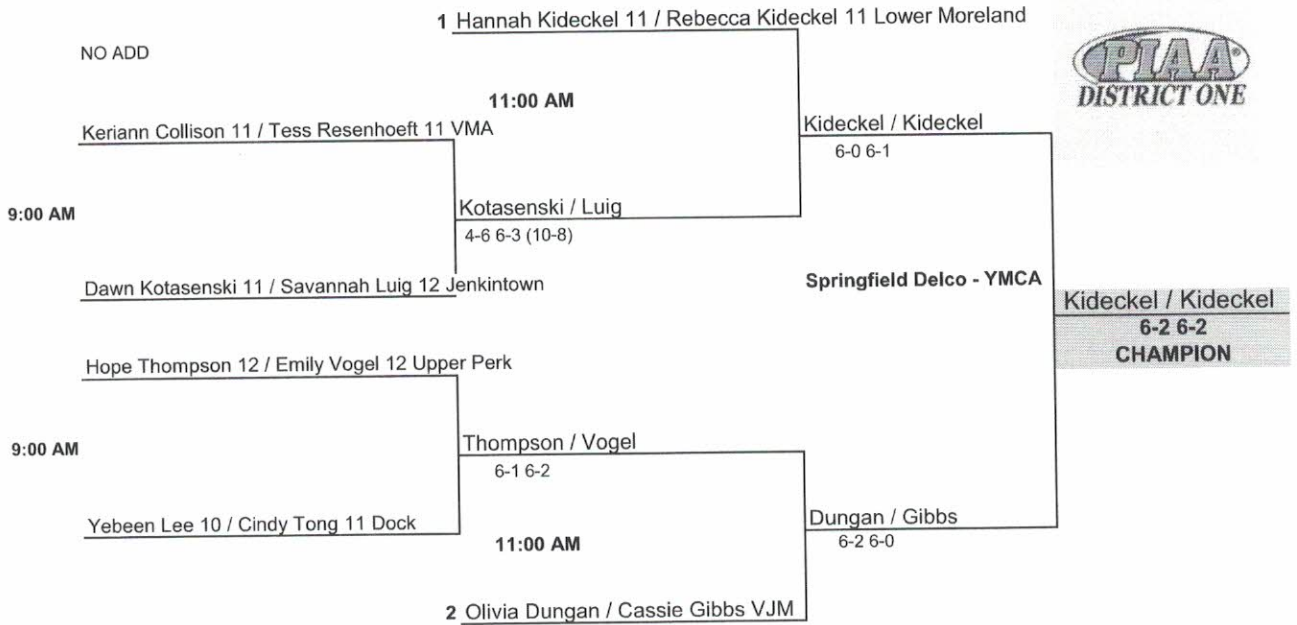 1 Hannah Kideckel 11 / Rebecca Kideckel 11 Lower Moreland
NO ADD
PIAA®
DISTRICT ONE
11:00 AM
Keriann Collison 11 / Tess Resenhoeft 11 VMA
Kideckel / Kideckel
6-0 6-1
9:00 AM
Kotasenski / Luig
4-6 6-3 (10-8)
Dawn Kotasenski 11 / Savannah Luig 12 Jenkintown
Springfield Delco - YMCA
Kideckel / Kideckel
6-2 6-2
CHAMPION
Hope Thompson 12 / Emily Vogel 12 Upper Perk
9:00 AM
Thompson / Vogel
6-1 6-2
Yebeen Lee 10 / Cindy Tong 11 Dock
Dungan / Gibbs
6-2 6-0
11:00 AM
2 Olivia Dungan / Cassie Gibbs VJM